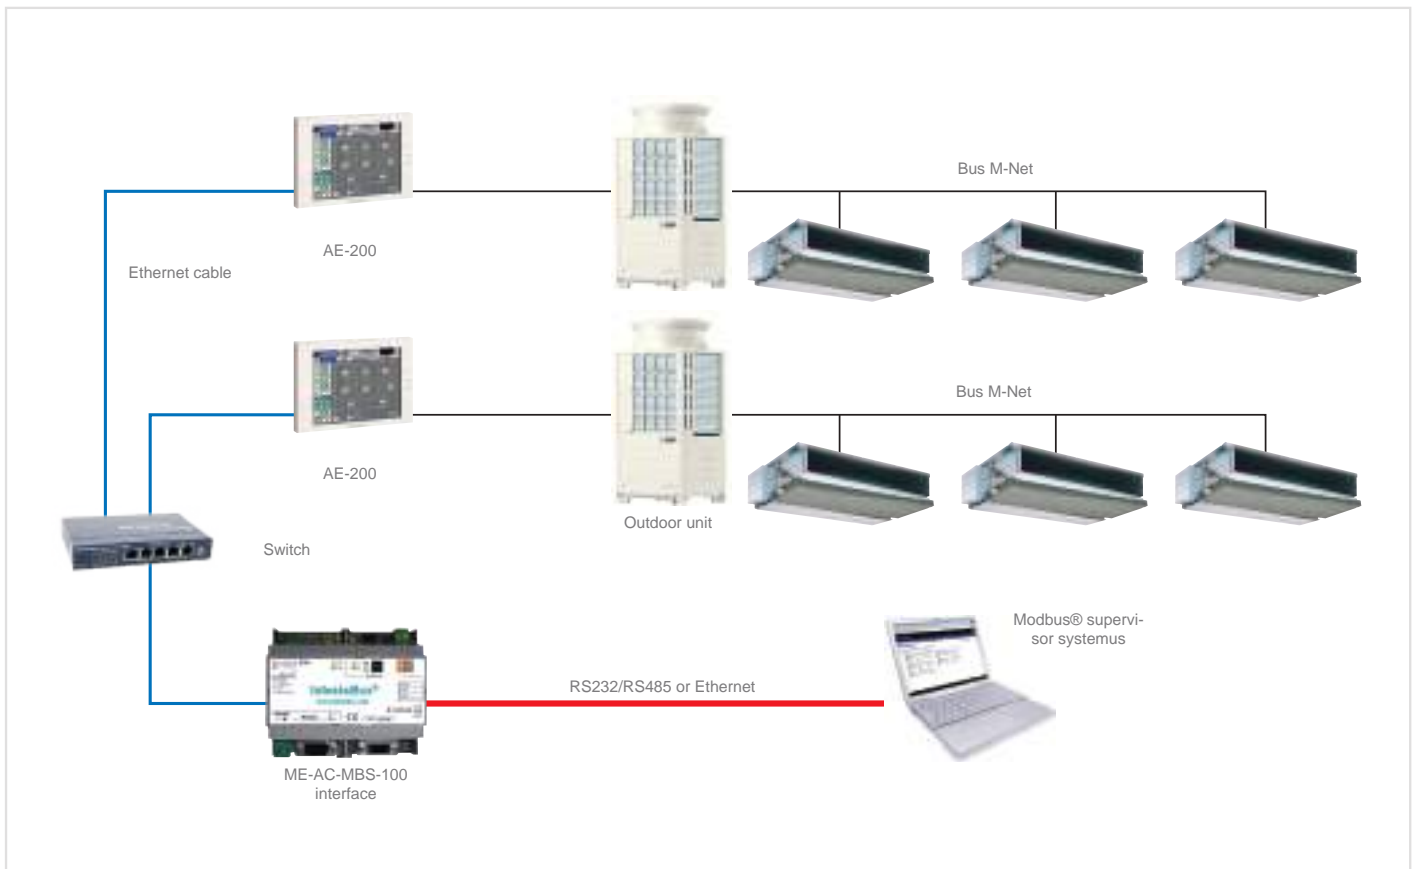 Bus M-Net
AE-200
Ethernet cable
Bus M-Net
AE-200
Outdoor unit
Switch
Modbus® supervi-
sor systemus
RS232/RS485 or Ethernet
ME-AC-MBS-100
interface